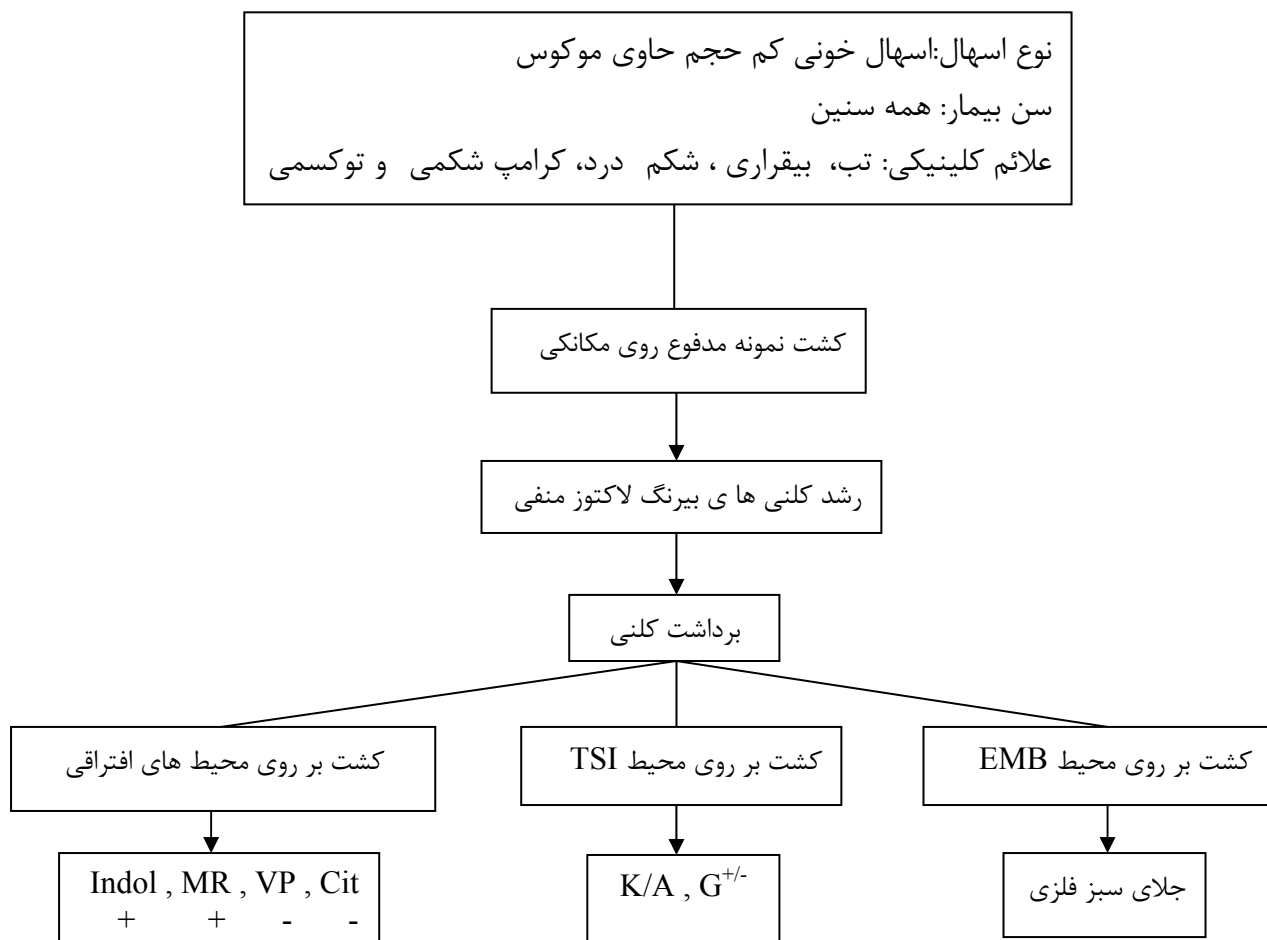 نوع اسهال:اسهال خونی کم حجم حاوی موکوس
سن بیمار: همه سنین
علائم کلینیکی: تب، بیقراری ، شکم درد، کرامپ شکمی و توکسمی
کشت نمونه مدفوع روی مکانکی
رشد کلنی ها ی بیرنگ لاکتوز منفی
برداشت کلنی
کشت بر روی محیط EMB
کشت بر روی محیط TSI
کشت بر روی محیط های افتراقی
جلای سبز فلزی
K/A , G+/-
Indol , MR , VP , Cit
+ + - -